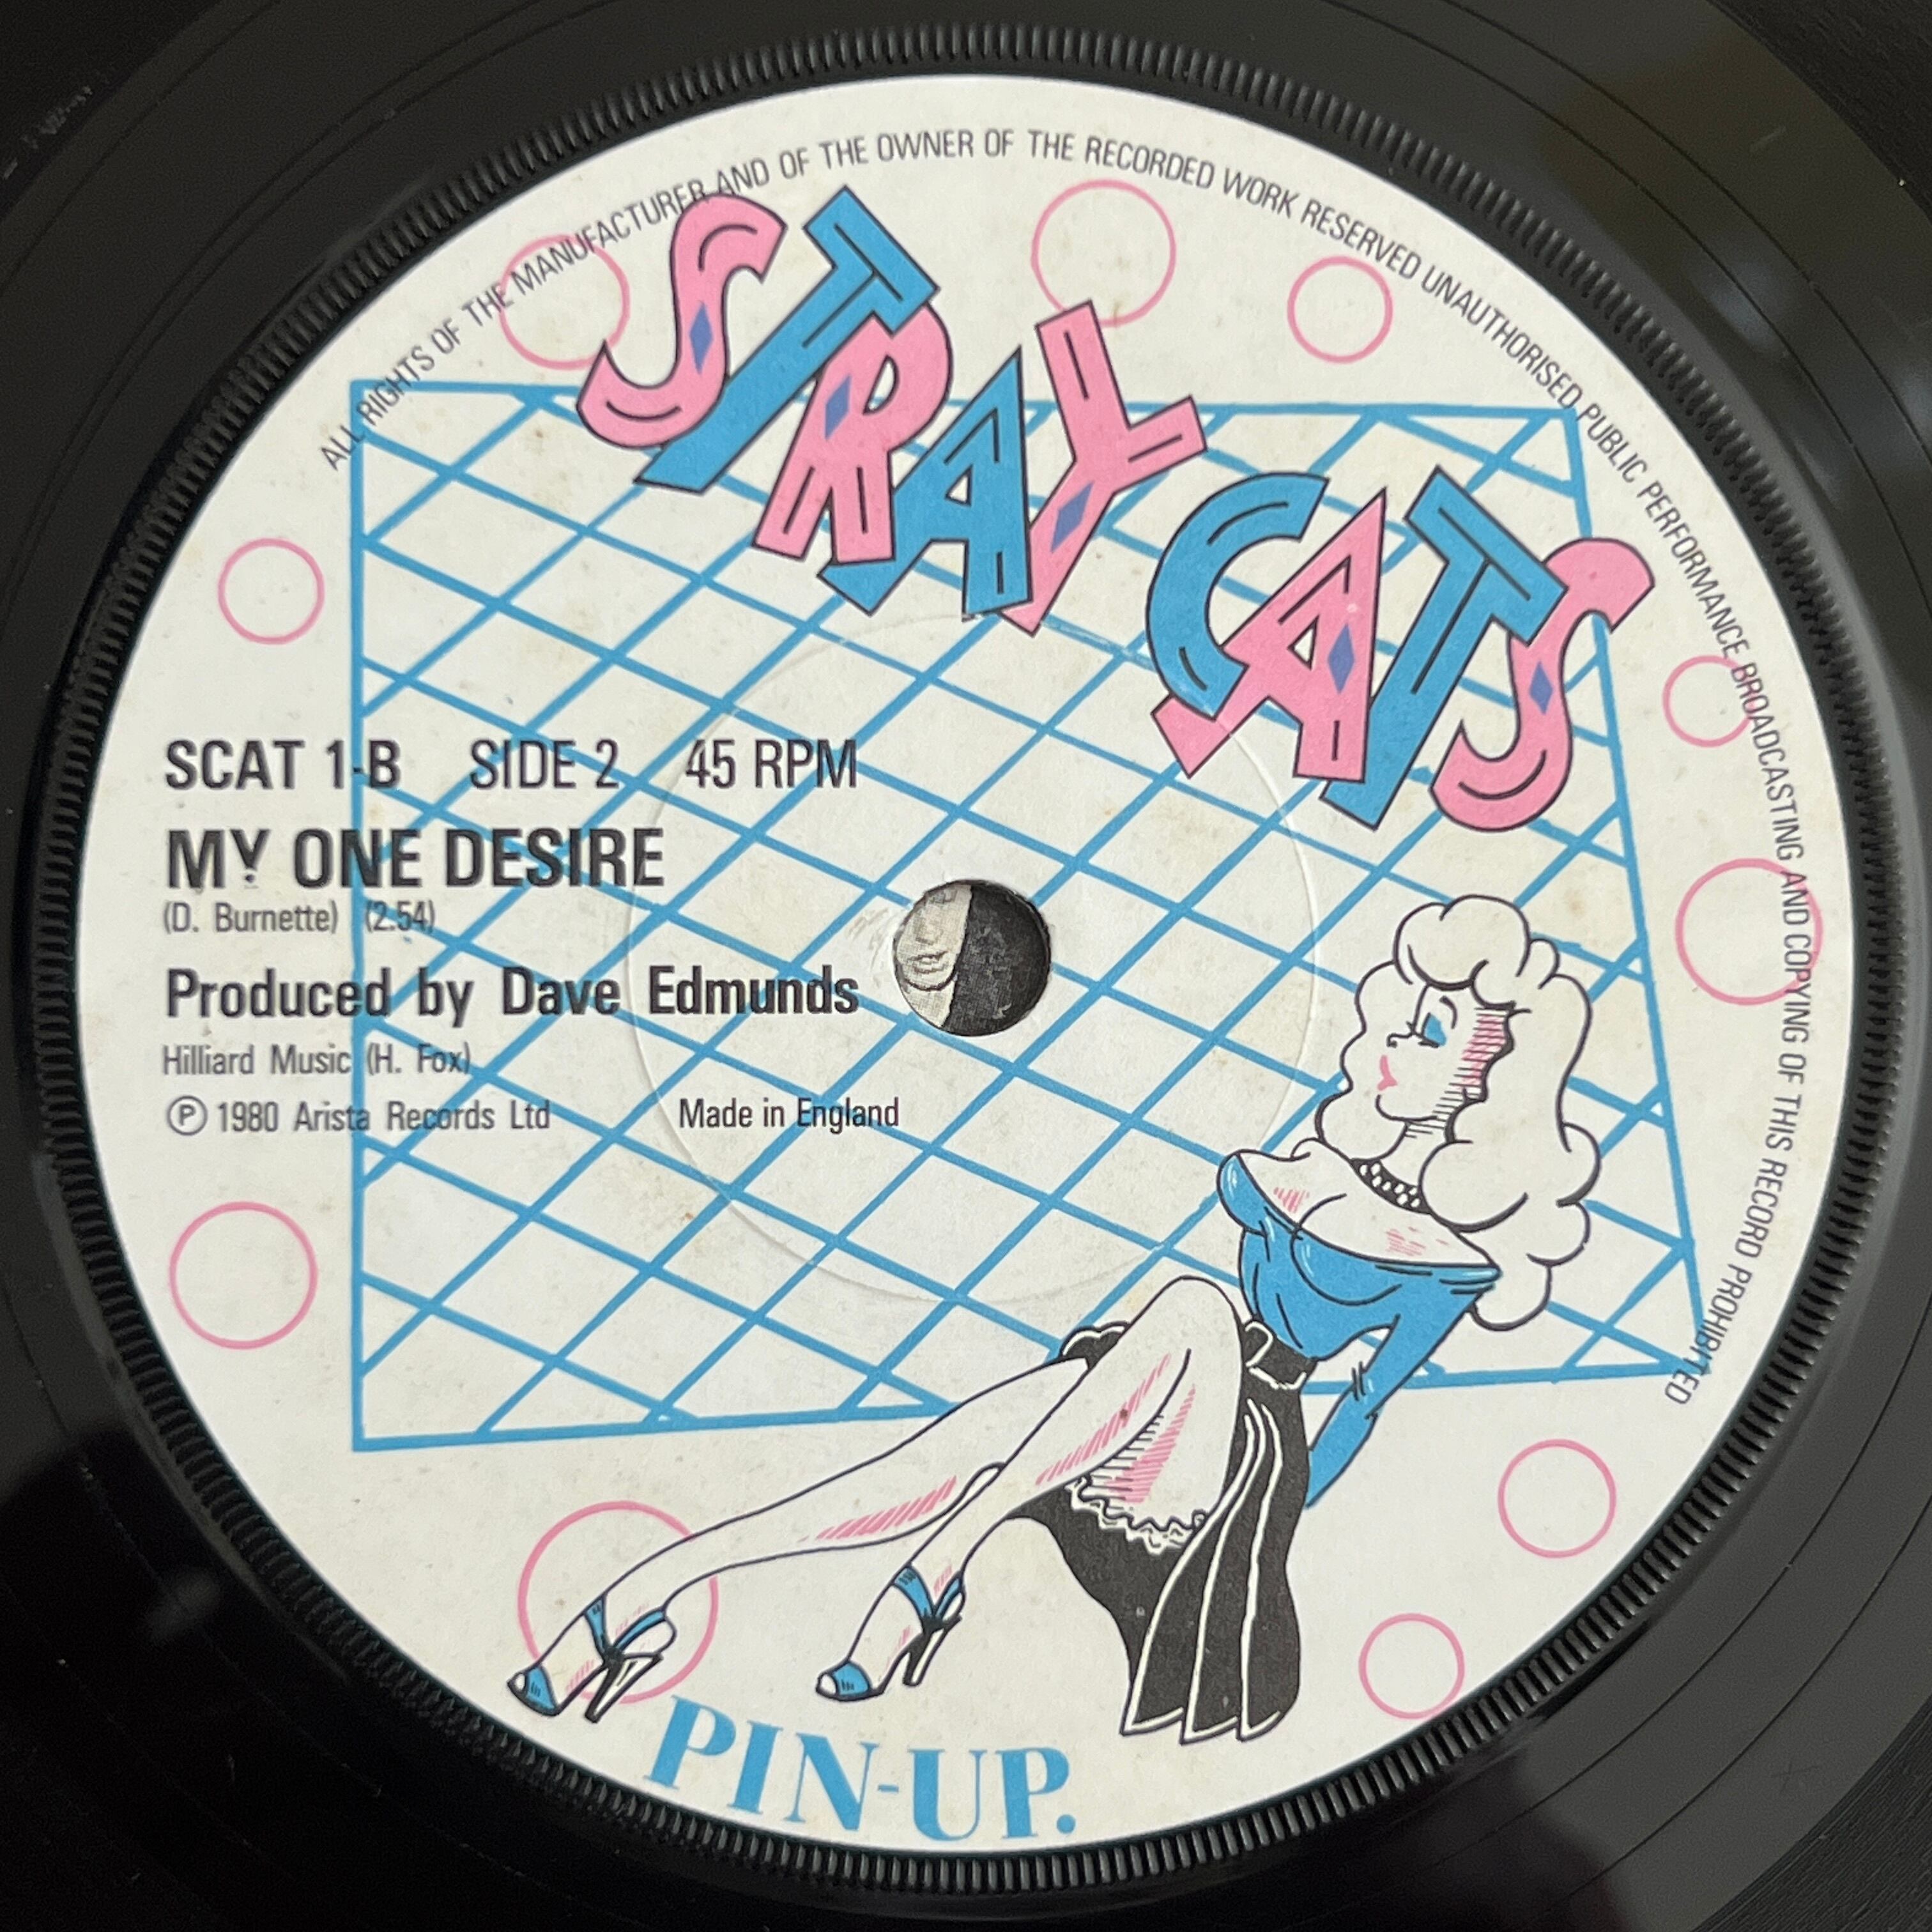 ALL RIGHTS OF THE MANUFACTURER AND OF THE OWNER OF THE RECORDED WORK RESERVED UNAUTHORISED PUBLIC PERFORMANCE BROADCASTING AND COPYING OF THIS RECORD PROHIBITED
STRAY CATS
SCAT 1-B SIDE 2 45 RPM
MY ONE DESIRE
(D. Burnette) (2.54)
Produced by Dave Edmunds
Hilliard Music (H. Fox)
Ⓟ 1980 Arista Records Ltd Made in England
PIN-UP.